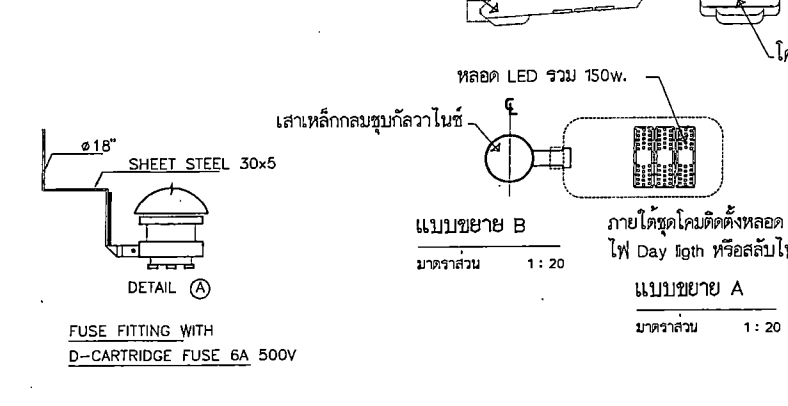 หลอด LED รวม 150w.
℄
เสาเหล็กกลมชุบกัลวาไนซ์
ø18"
SHEET STEEL 30x5
DETAIL A
FUSE FITTING WITH
D-CARTRIDGE FUSE 6A 500V
แบบขยาย B
มาตราส่วน 1 : 20
ภายใต้ชุดโคมติดตั้งหลอด
ไฟ Day ligth หรือสลับ
แบบขยาย A
มาตราส่วน 1 : 20